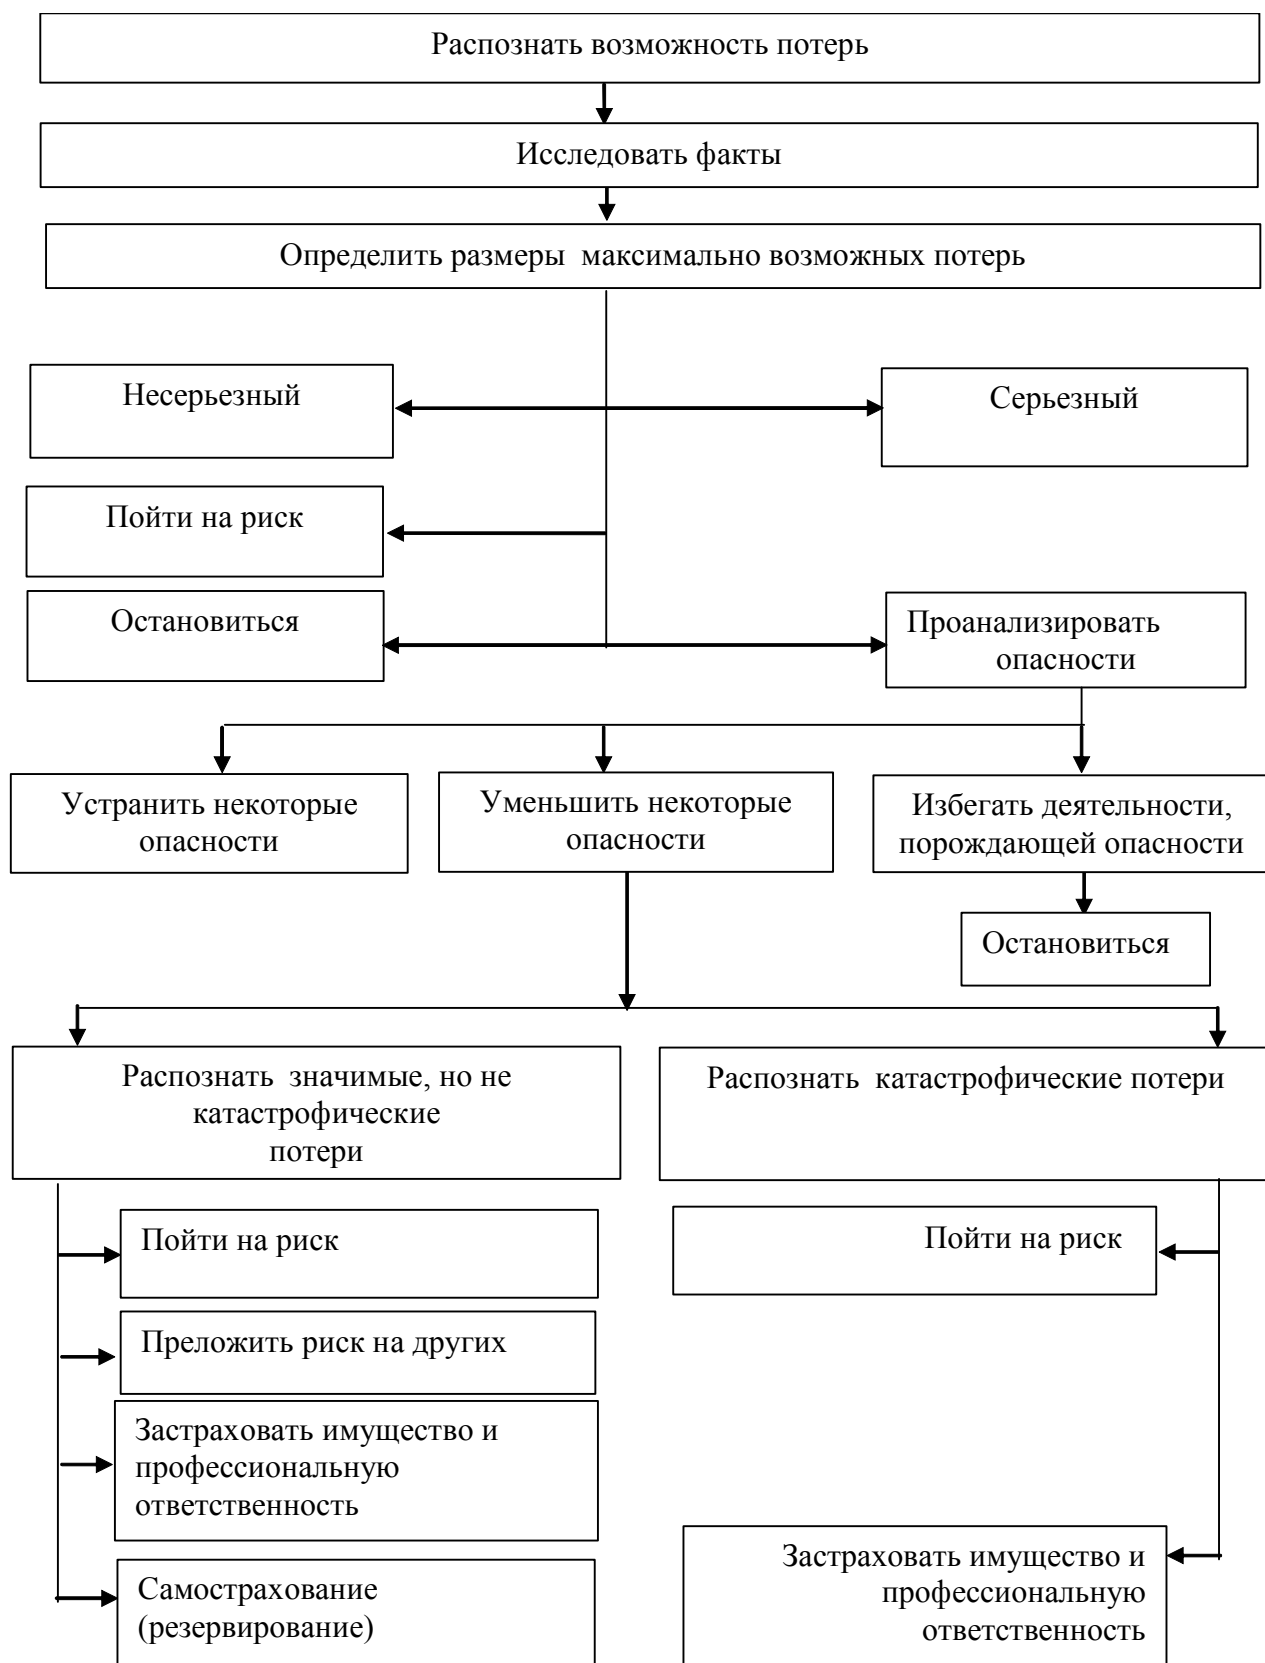 Распознать возможность потерь
Исследовать факты
Определить размеры  максимально возможных потерь
Несерьезный
Серьезный
Пойти на риск
Остановиться
Проанализировать
опасности
Устранить некоторые
опасности
Уменьшить некоторые
опасности
Избегать деятельности,
порождающей опасности
Остановиться
Распознать  значимые, но не
катастрофические
потери
Распознать  катастрофические потери
Пойти на риск
Пойти на риск
Преложить риск на других
Застраховать имущество и
профессиональную
ответственность
Застраховать имущество и
профессиональную
ответственность
Самострахование
(резервирование)